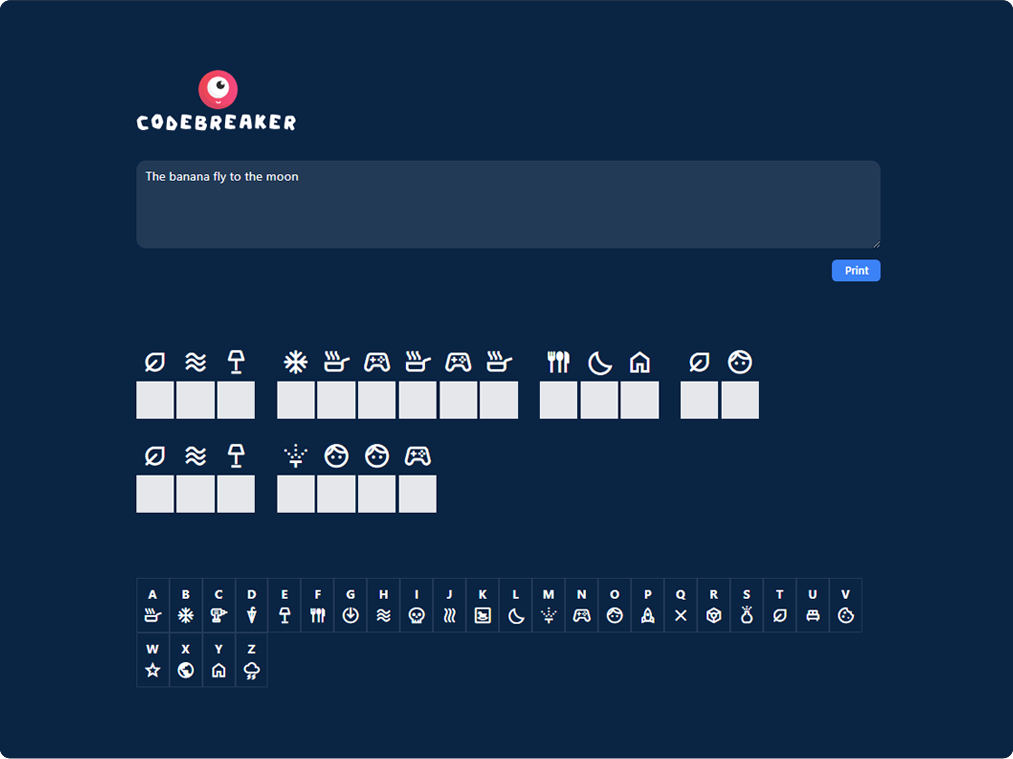 CODEBREAKER
The banana fly to the moon
Print
A B C D E F G H I J K L M N O P Q R S T U V
W X Y Z